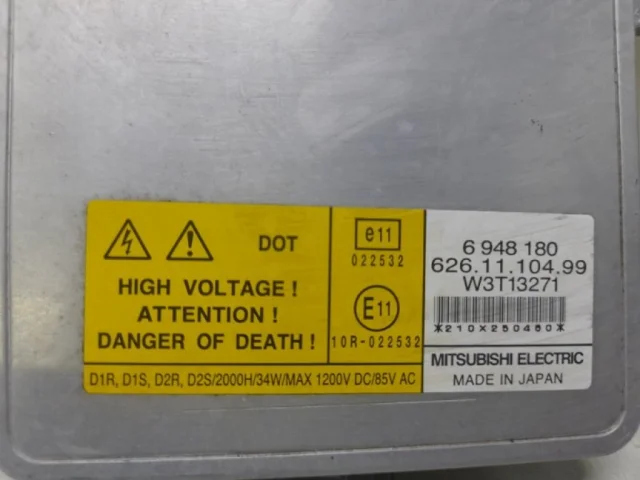 DOT
HIGH VOLTAGE !
ATTENTION !
DANGER OF DEATH !
e11
022532
E11
10R-022532
6 948 180
626.11.104.99
W3T13271
*210X250460*
MITSUBISHI ELECTRIC
MADE IN JAPAN
D1R, D1S, D2R, D2S/2000H/34W/MAX 1200V DC/85V AC